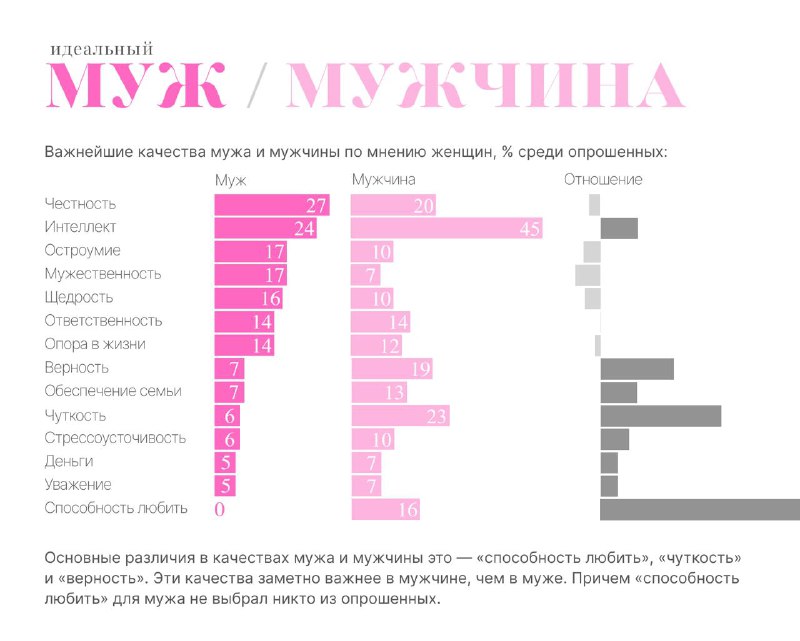 идеальный
МУЖ / МУЖЧИНА
Важнейшие качества мужа и мужчины по мнению женщин, % среди опрошенных:
Муж Мужчина Отношение
Честность 27 20
Интеллект 24 45
Остроумие 17 10
Мужественность 17 7
Щедрость 16 10
Ответственность 14 14
Опора в жизни 14 12
Верность 7 19
Обеспечение семьи 7 13
Чуткость 6 23
Стрессоусточивость 6 10
Деньги 5 7
Уважение 5 7
Способность любить 0 16
Основные различия в качествах мужа и мужчины это — «способность любить», «чуткость»
и «верность». Эти качества заметно важнее в мужчине, чем в муже. Причем «способность
любить» для мужа не выбрал никто из опрошенных.